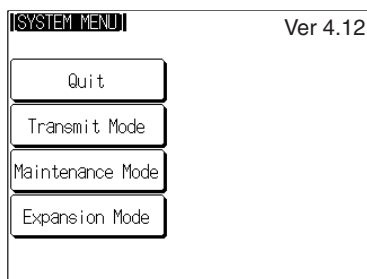 [SYSTEM MENU]
Ver 4.12
Quit
Transmit Mode
Maintenance Mode
Expansion Mode